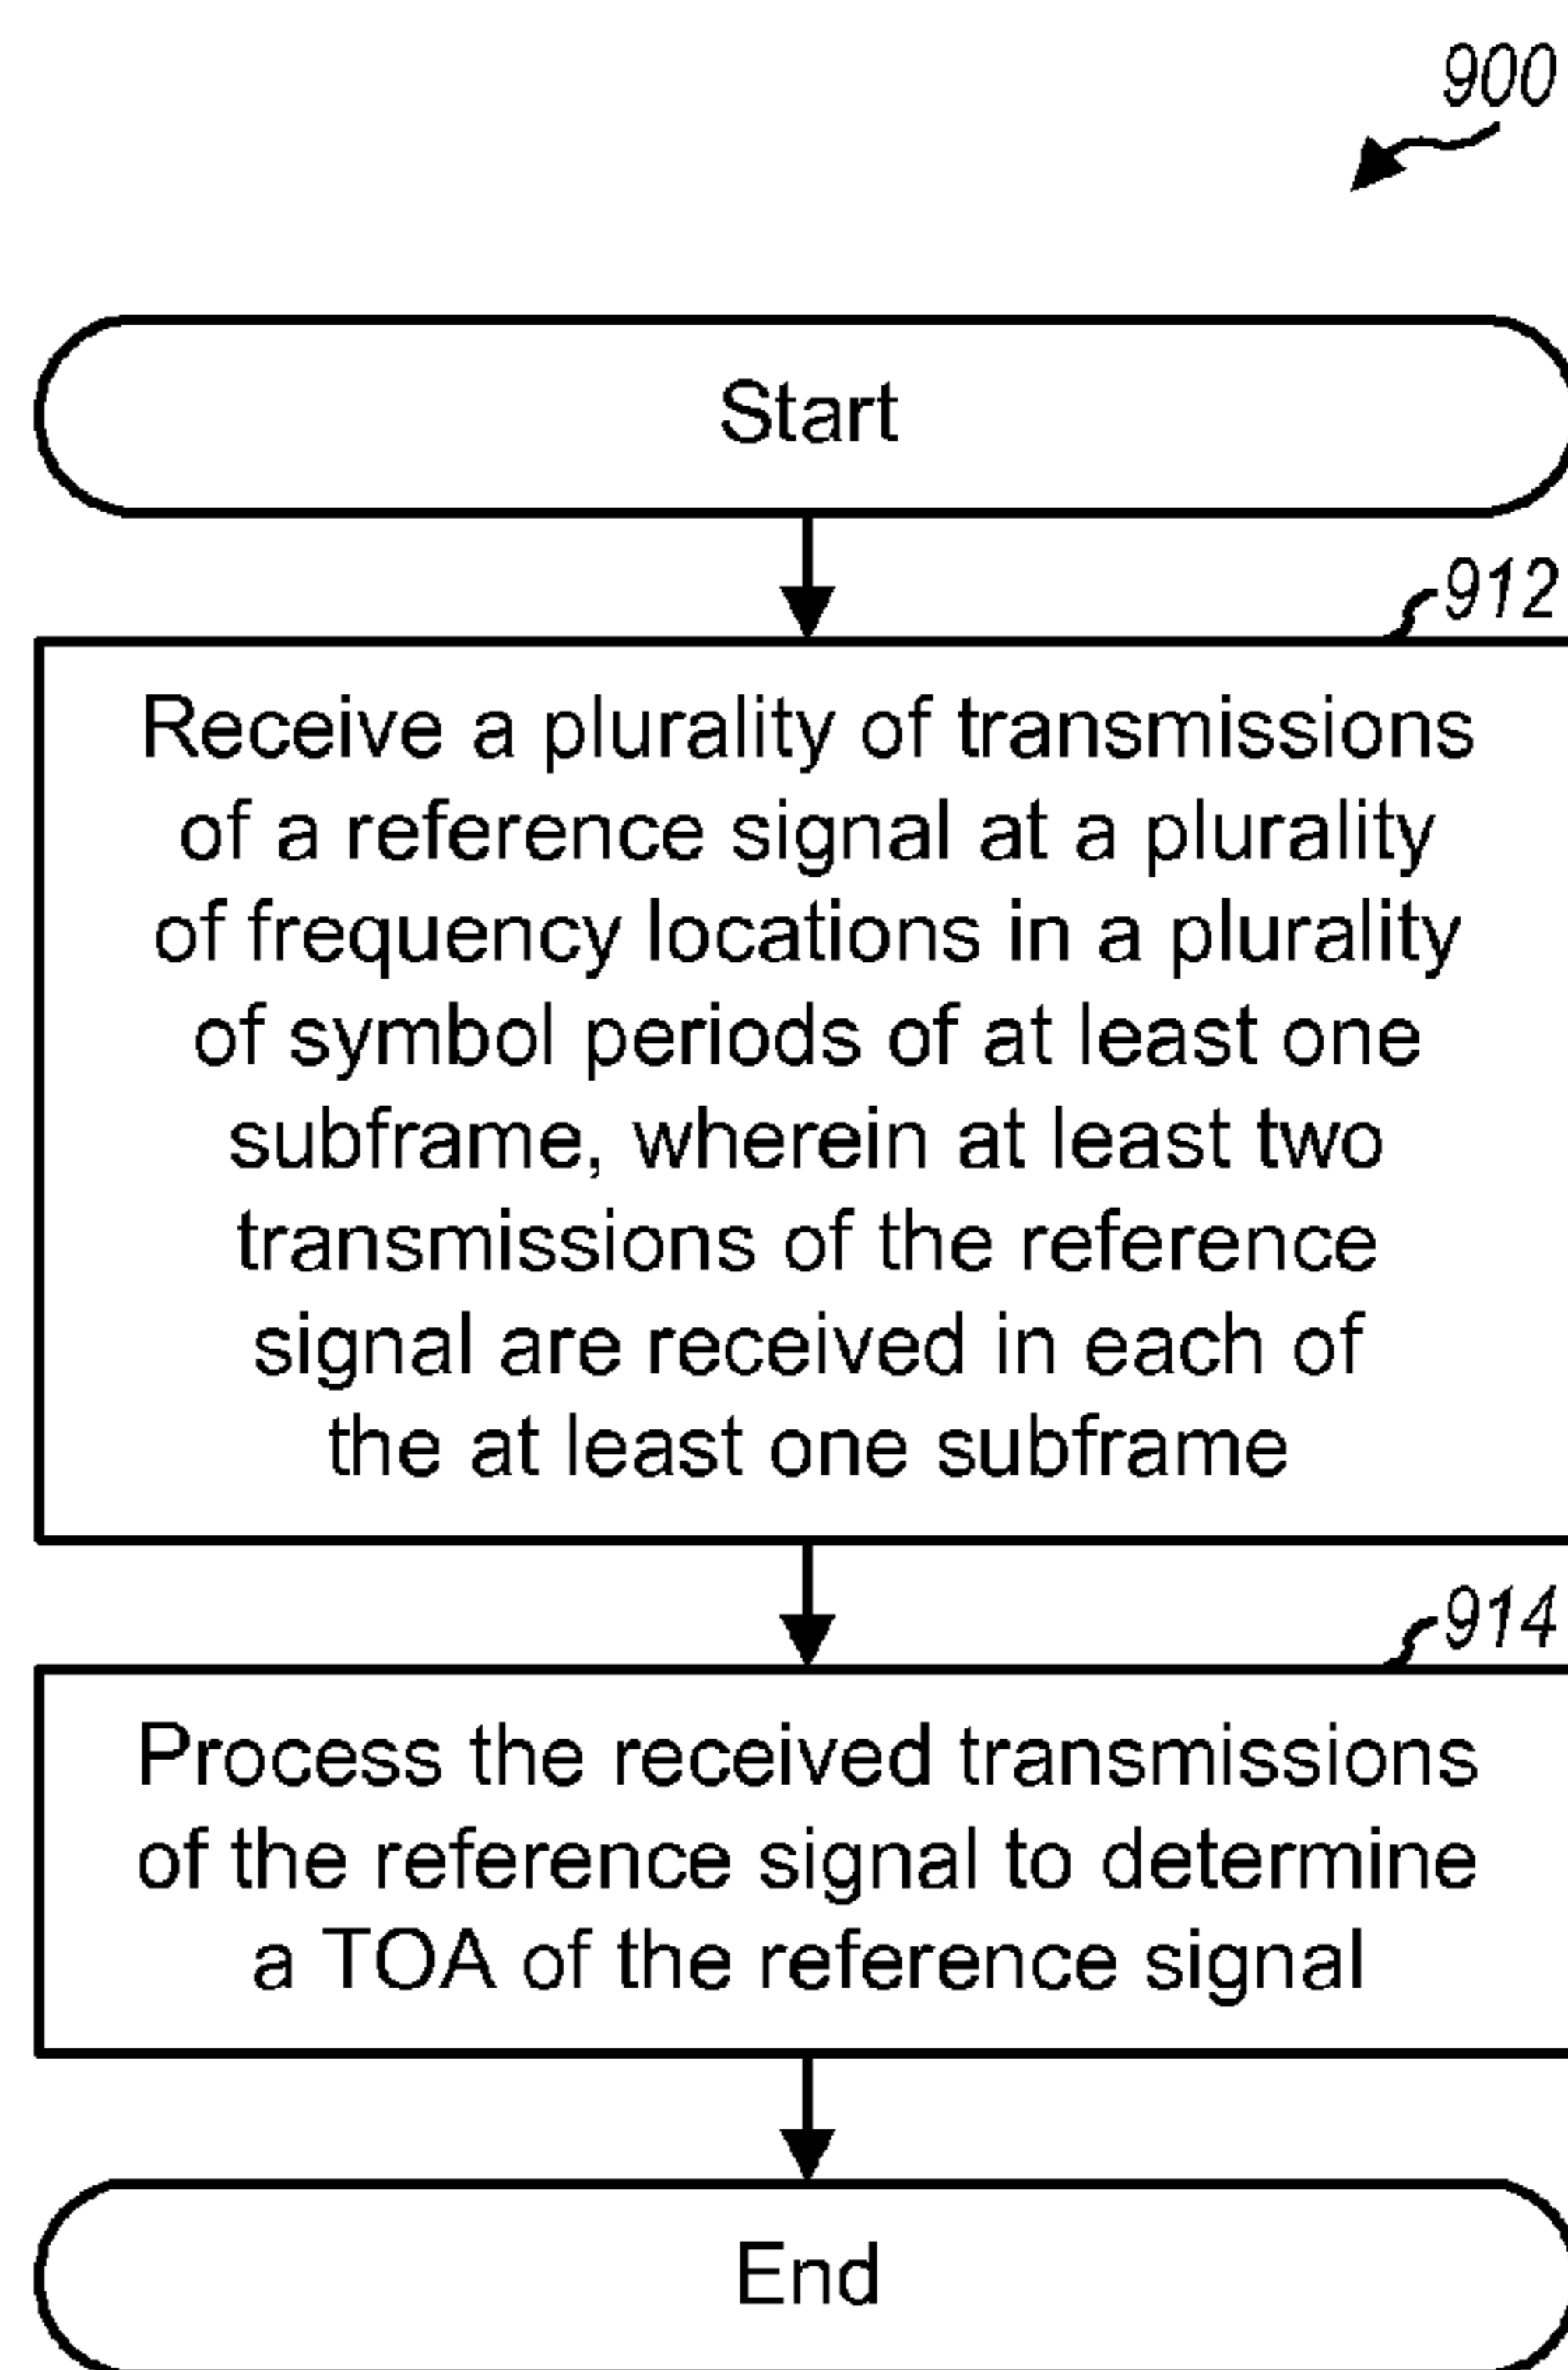 900
Start
912
Receive a plurality of transmissions
of a reference signal at a plurality
of frequency locations in a plurality
of symbol periods of at least one
subframe, wherein at least two
transmissions of the reference
signal are received in each of
the at least one subframe
914
Process the received transmissions
of the reference signal to determine
a TOA of the reference signal
End